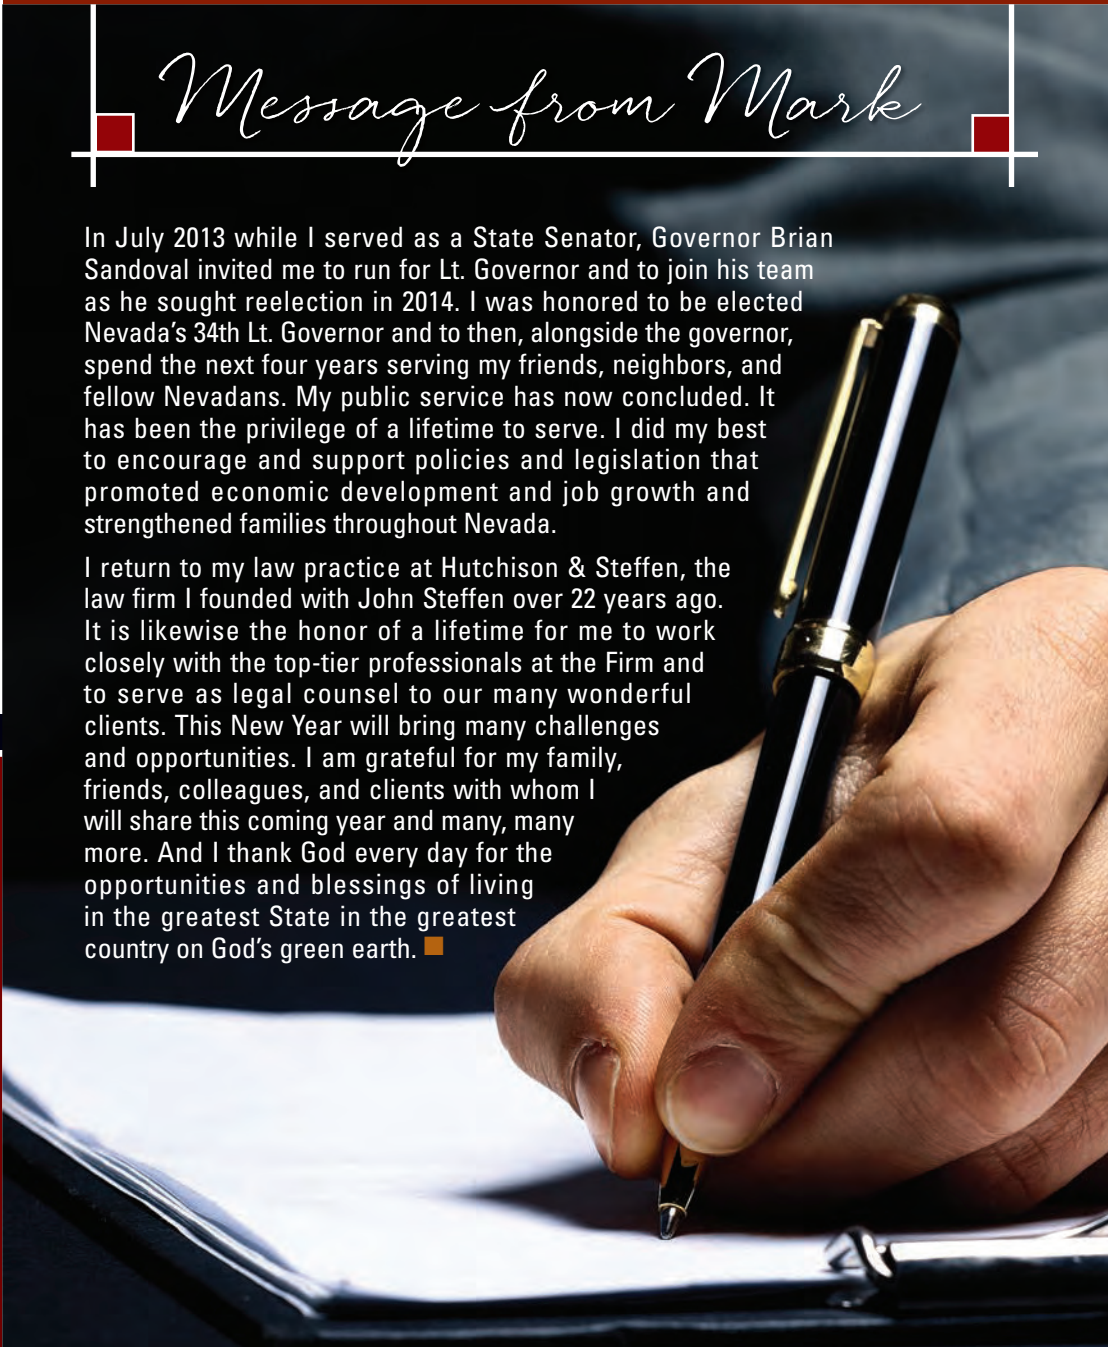 Message from Mark
In July 2013 while I served as a State Senator, Governor Brian
Sandoval invited me to run for Lt. Governor and to join his team
as he sought reelection in 2014. I was honored to be elected
Nevada’s 34th Lt. Governor and to then, alongside the governor,
spend the next four years serving my friends, neighbors, and
fellow Nevadans. My public service has now concluded. It
has been the privilege of a lifetime to serve. I did my best
to encourage and support policies and legislation that
promoted economic development and job growth and
strengthened families throughout Nevada.
I return to my law practice at Hutchison & Steffen, the
law firm I founded with John Steffen over 22 years ago.
It is likewise the honor of a lifetime for me to work
closely with the top-tier professionals at the Firm and
to serve as legal counsel to our many wonderful
clients. This New Year will bring many challenges
and opportunities. I am grateful for my family,
friends, colleagues, and clients with whom I
will share this coming year and many, many
more. And I thank God every day for the
opportunities and blessings of living
in the greatest State in the greatest
country on God’s green earth.